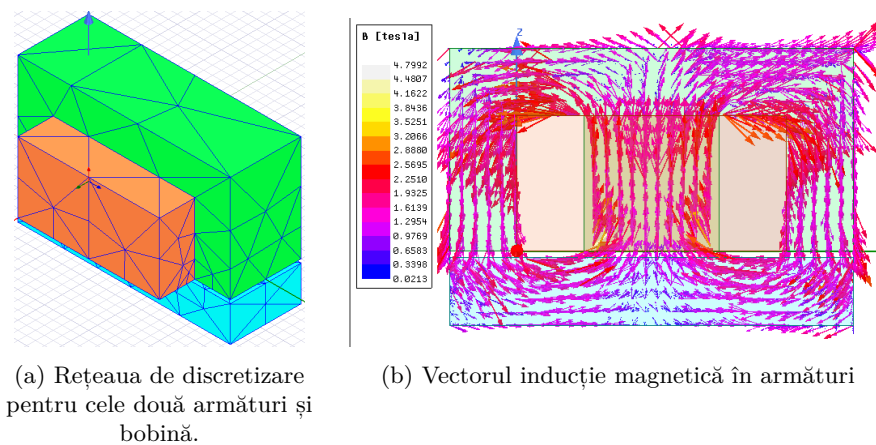 B [tesla]
4.7992
4.4807
4.1622
3.8436
3.5251
3.2066
2.8880
2.5695
2.2510
1.9325
1.6139
1.2954
0.9769
0.6583
0.3398
0.0213
Z
(a) Rețeaua de discretizare
pentru cele două armături și
bobină.
(b) Vectorul inducție magnetică în armături